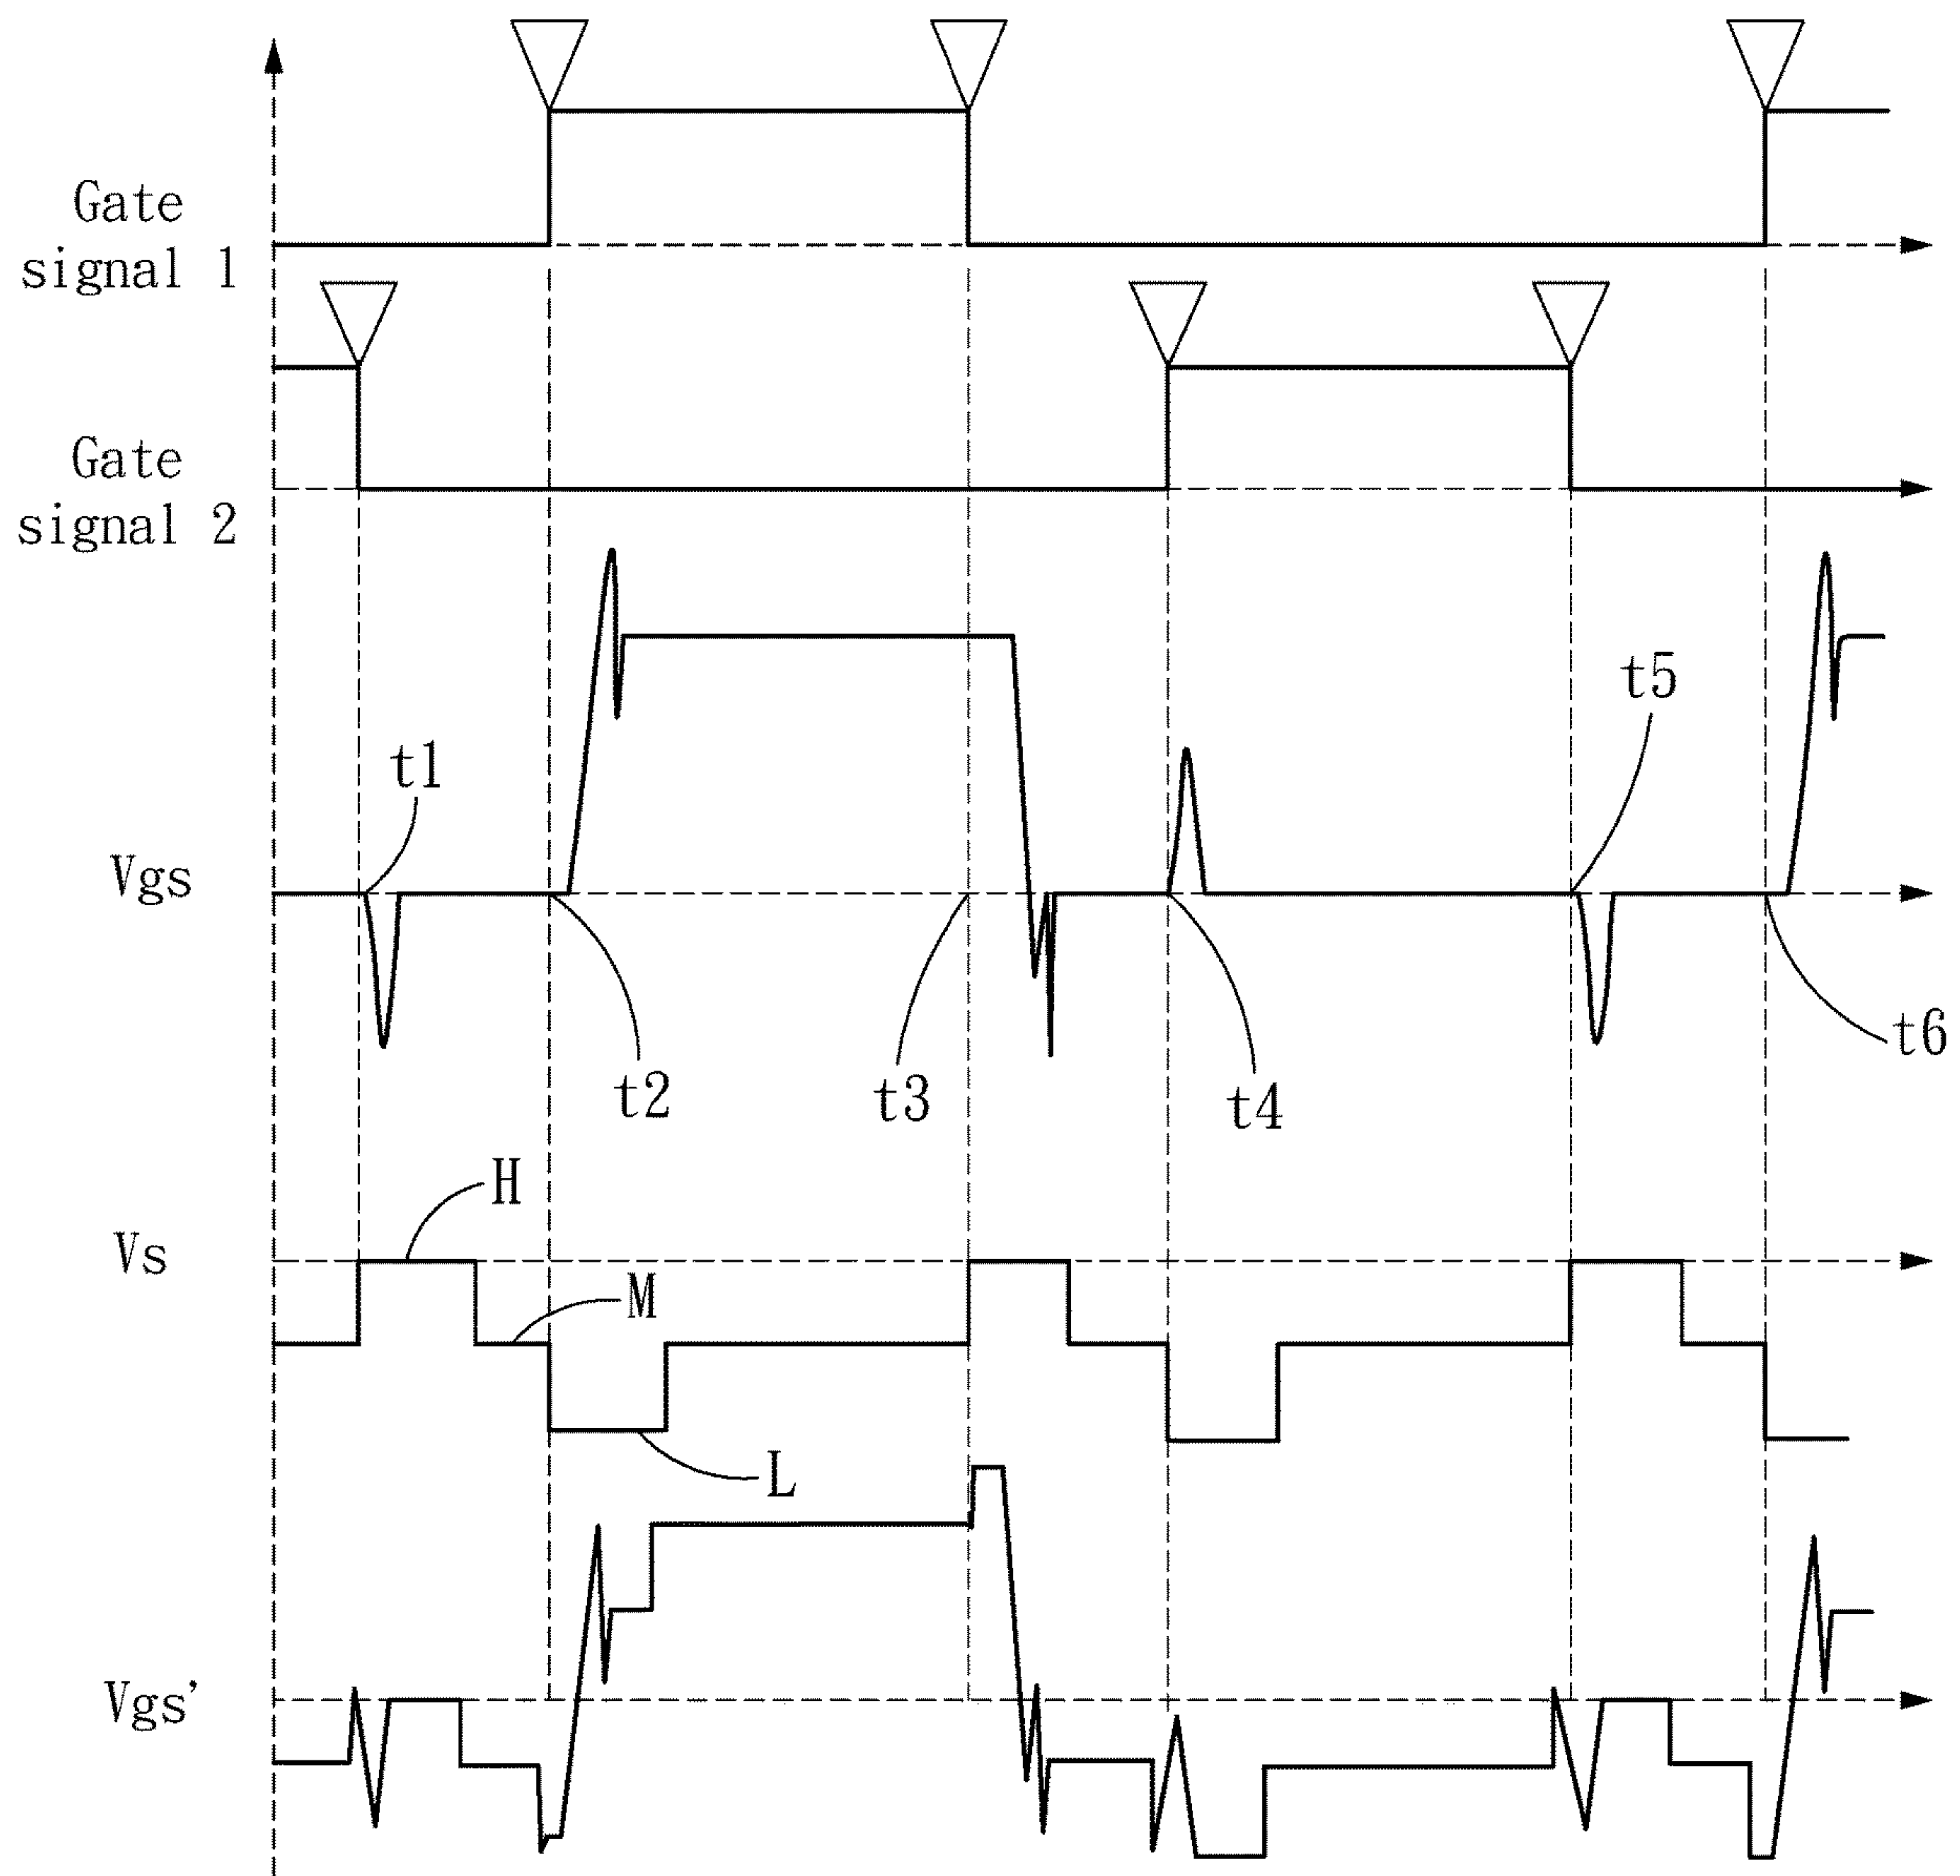 Gate
signal 1
Gate
signal 2
t5
t1
Vgs
t6
t2
t3
t4
H
Vs
M
L
Vgs'